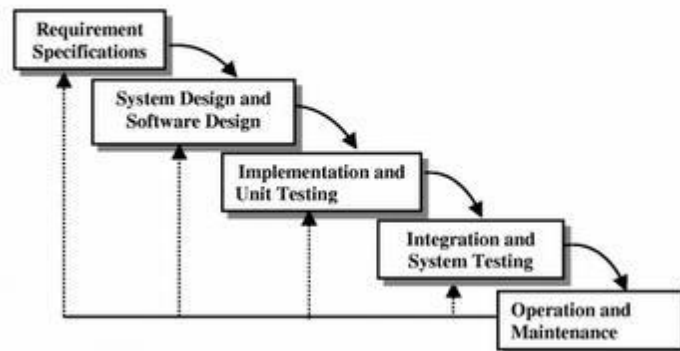 Requirement
Specifications
System Design and
Software Design
Implementation and
Unit Testing
Integration and
System Testing
Operation and
Maintenance